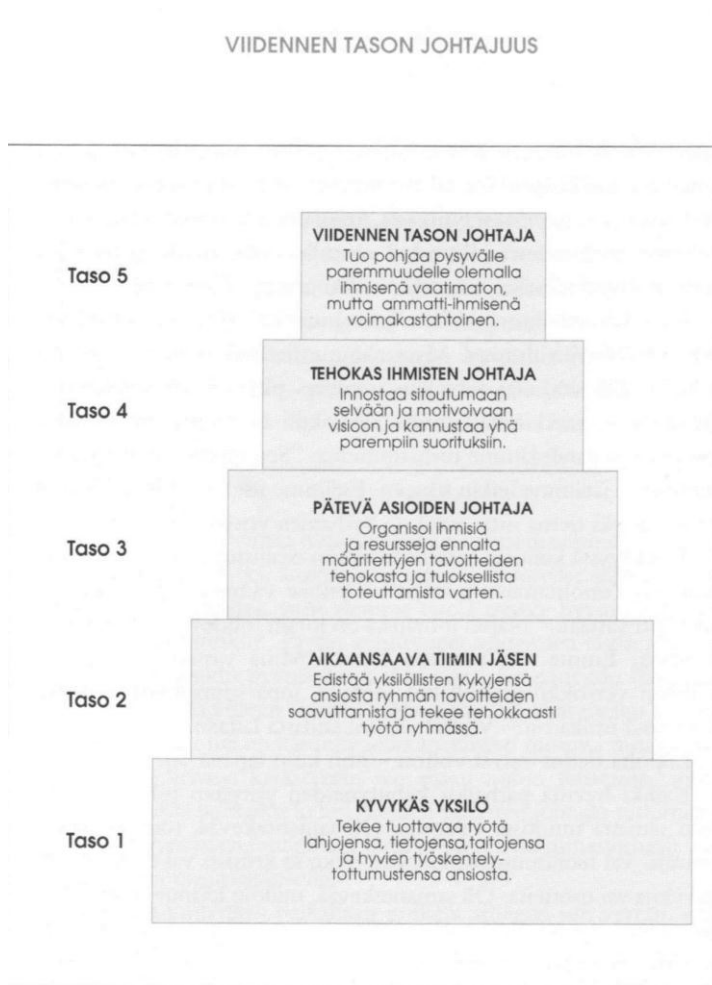 VIIDENNEN TASON JOHTAJUUS
Taso 5
VIIDENNEN TASON JOHTAJA
Tuo pohjaa pysyvälle
paremmuudelle olemalla
ihmisenä vaatimaton,
mutta ammatti-ihmisenä
voimakastahtoinen.
Taso 4
TEHOKAS IHMISTEN JOHTAJA
Innostaa sitoutumaan
selvään ja motivoivaan
visioon ja kannustaa yhä
parempiin suorituksiin.
Taso 3
PÄTEVÄ ASIOIDEN JOHTAJA
Organisoi ihmisiä
ja resursseja ennalta
määritettyjen tavoitteiden
tehokasta ja tuloksellista
toteuttamista varten.
Taso 2
AIKAANSAAVA TIIMIN JÄSEN
Edistää yksilöllisten kykyjensä
ansiosta ryhmän tavoitteiden
saavuttamista ja tekee tehokkaasti
työtä ryhmässä.
Taso 1
KYVYKÄS YKSILÖ
Tekee tuottavaa työtä
lahjojensa, tietojensa,taitojensa
ja hyvien työskentely-
tottumustensa ansiosta.